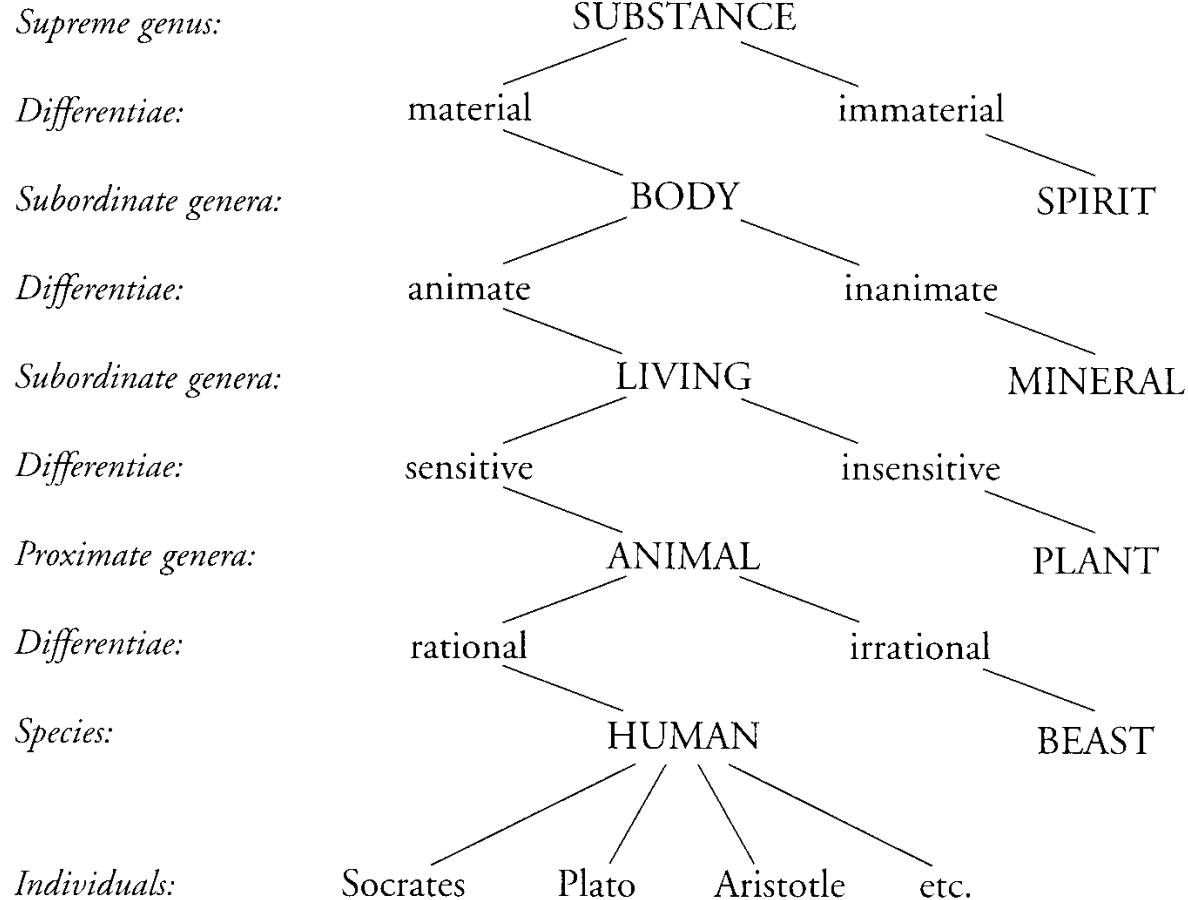 Supreme genus: SUBSTANCE
Differentiae: material immaterial
Subordinate genera: BODY SPIRIT
Differentiae: animate inanimate
Subordinate genera: LIVING MINERAL
Differentiae: sensitive insensitive
Proximate genera: ANIMAL PLANT
Differentiae: rational irrational
Species: HUMAN BEAST
Individuals: Socrates Plato Aristotle etc.